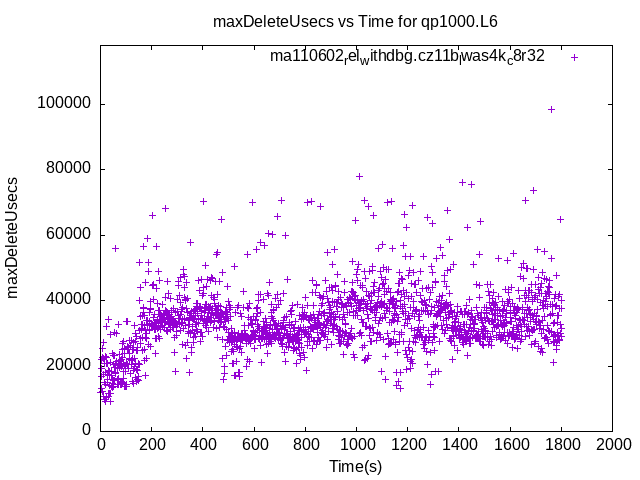 maxDeleteUsecs vs Time for qp1000.L6
ma110602relwithdbg.cz11blwas4kc8r32
100000
80000
60000
40000
20000
0
maxDeleteUsecs
0 200 400 600 800 1000 1200 1400 1600 1800 2000
Time(s)